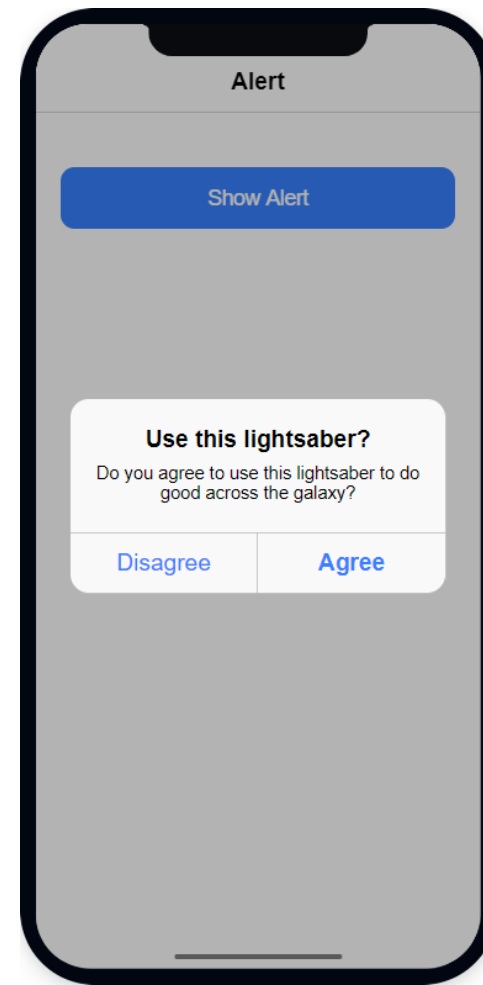 Alert
Show Alert
Use this lightsaber?
Do you agree to use this lightsaber to do
good across the galaxy?
Disagree
Agree